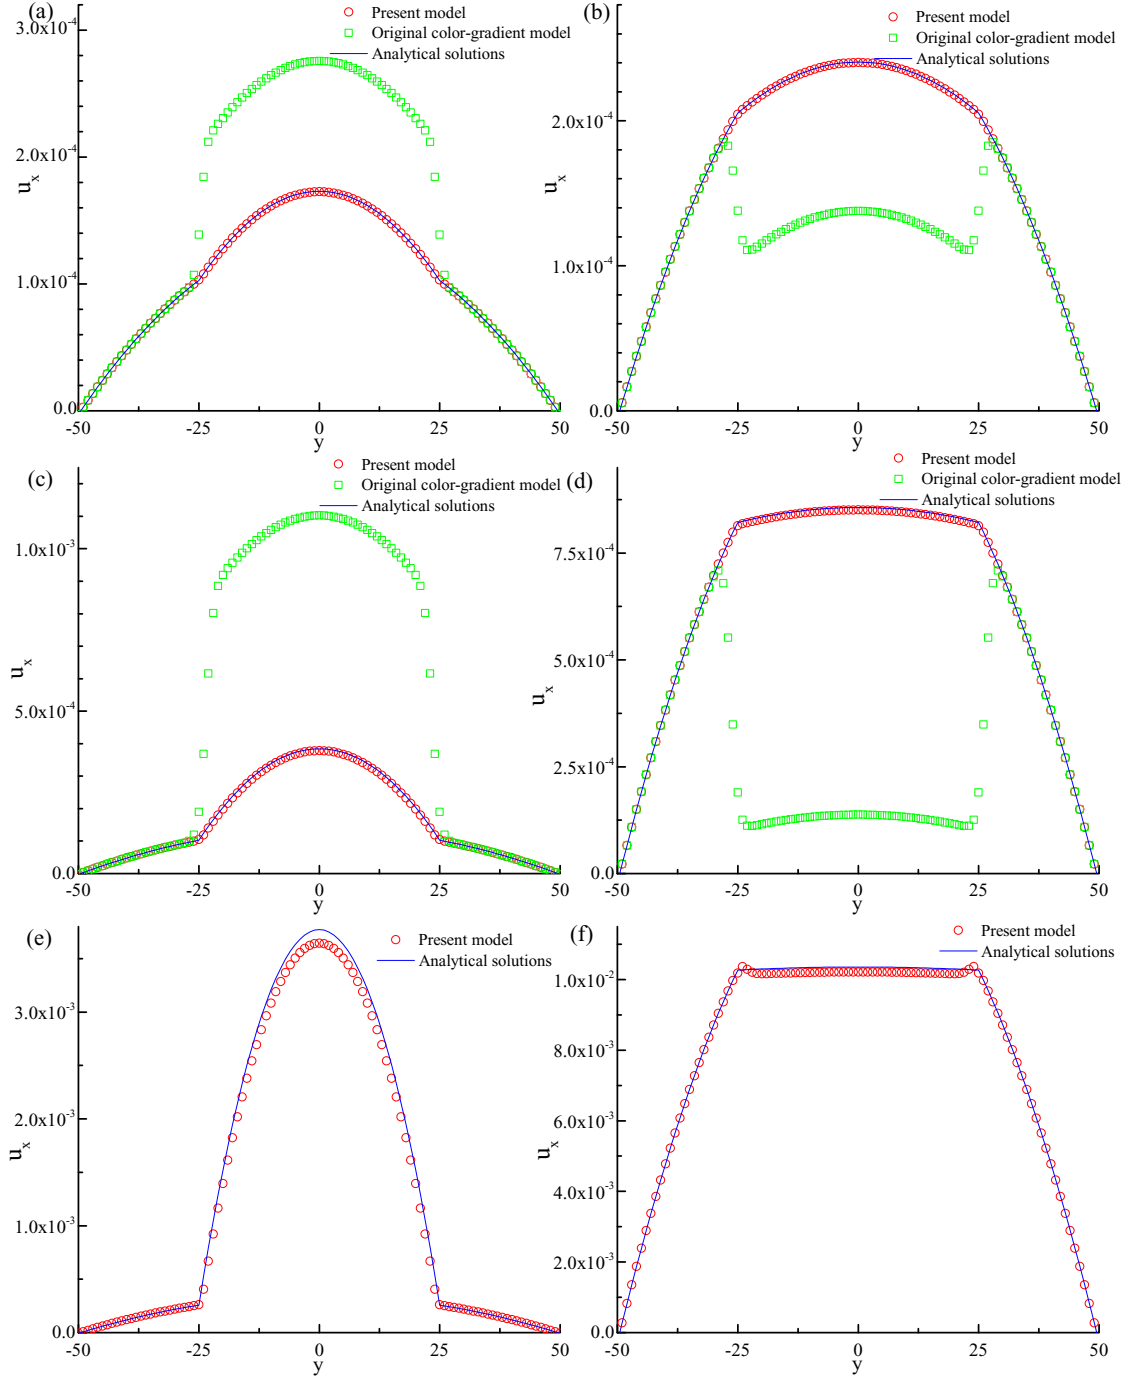 (a)
3.0x10-4
Present model
Original color-gradient model
Analytical solutions
2.0x10-4
ux
1.0x10-4
0.0
-50 -25 0 25 50
y
(b)
Present model
Original color-gradient model
Analytical solutions
2.0x10-4
ux
1.0x10-4
0.0
-50 -25 0 25 50
y
(c)
Present model
Original color-gradient model
Analytical solutions
1.0x10-3
ux
5.0x10-4
0.0
-50 -25 0 25 50
y
(d)
Present model
Original color-gradient model
Analytical solutions
7.5x10-4
ux
5.0x10-4
2.5x10-4
0.0
-50 -25 0 25 50
y
(e)
Present model
Analytical solutions
3.0x10-3
2.0x10-3
ux
1.0x10-3
0.0
-50 -25 0 25 50
y
(f)
Present model
Analytical solutions
1.0x10-2
8.0x10-3
6.0x10-3
ux
4.0x10-3
2.0x10-3
0.0
-50 -25 0 25 50
y